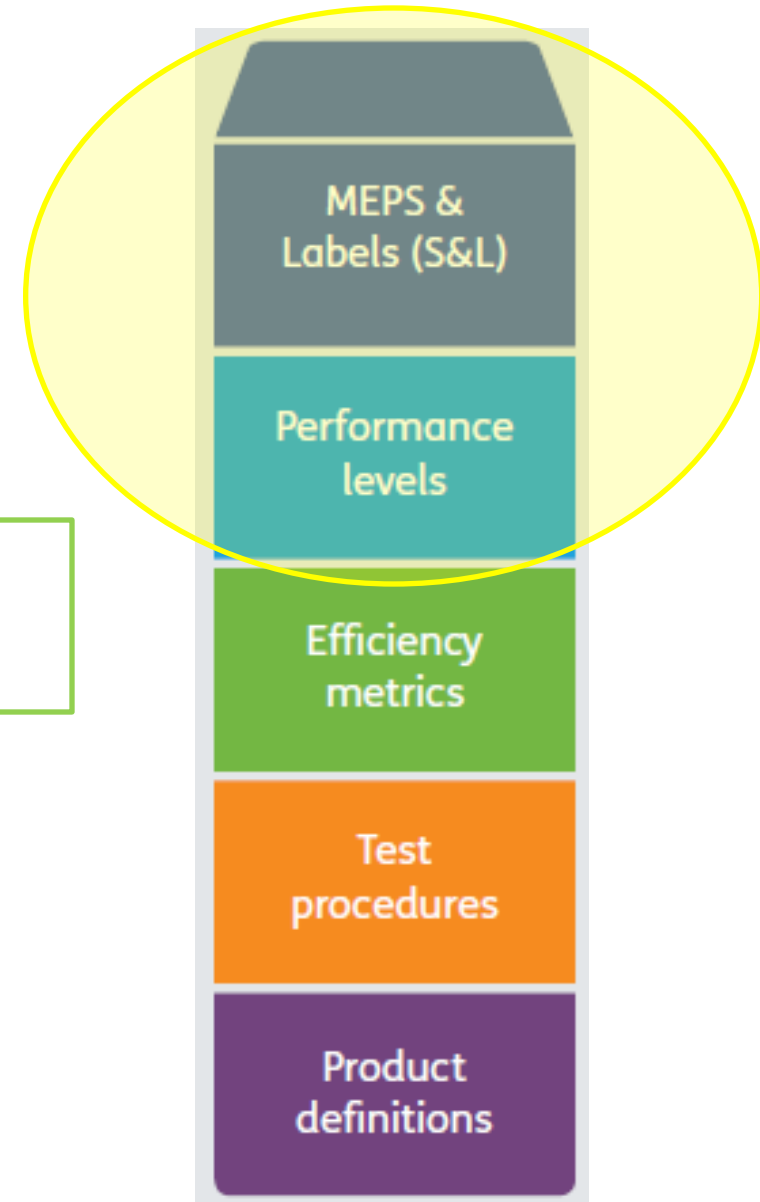 MEPS &
Labels (S&L)
Performance
levels
Efficiency
metrics
Test
procedures
Product
definitions